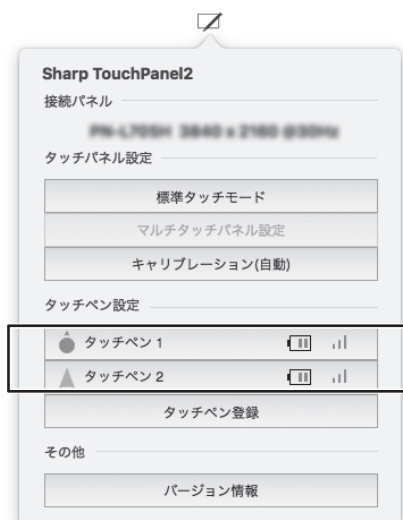 Sharp TouchPanel2
接続パネル
タッチパネル設定
標準タッチモード
マルチタッチパネル設定
キャリブレーション(自動)
タッチペン設定
タッチペン 1
タッチペン 2
タッチペン登録
その他
バージョン情報